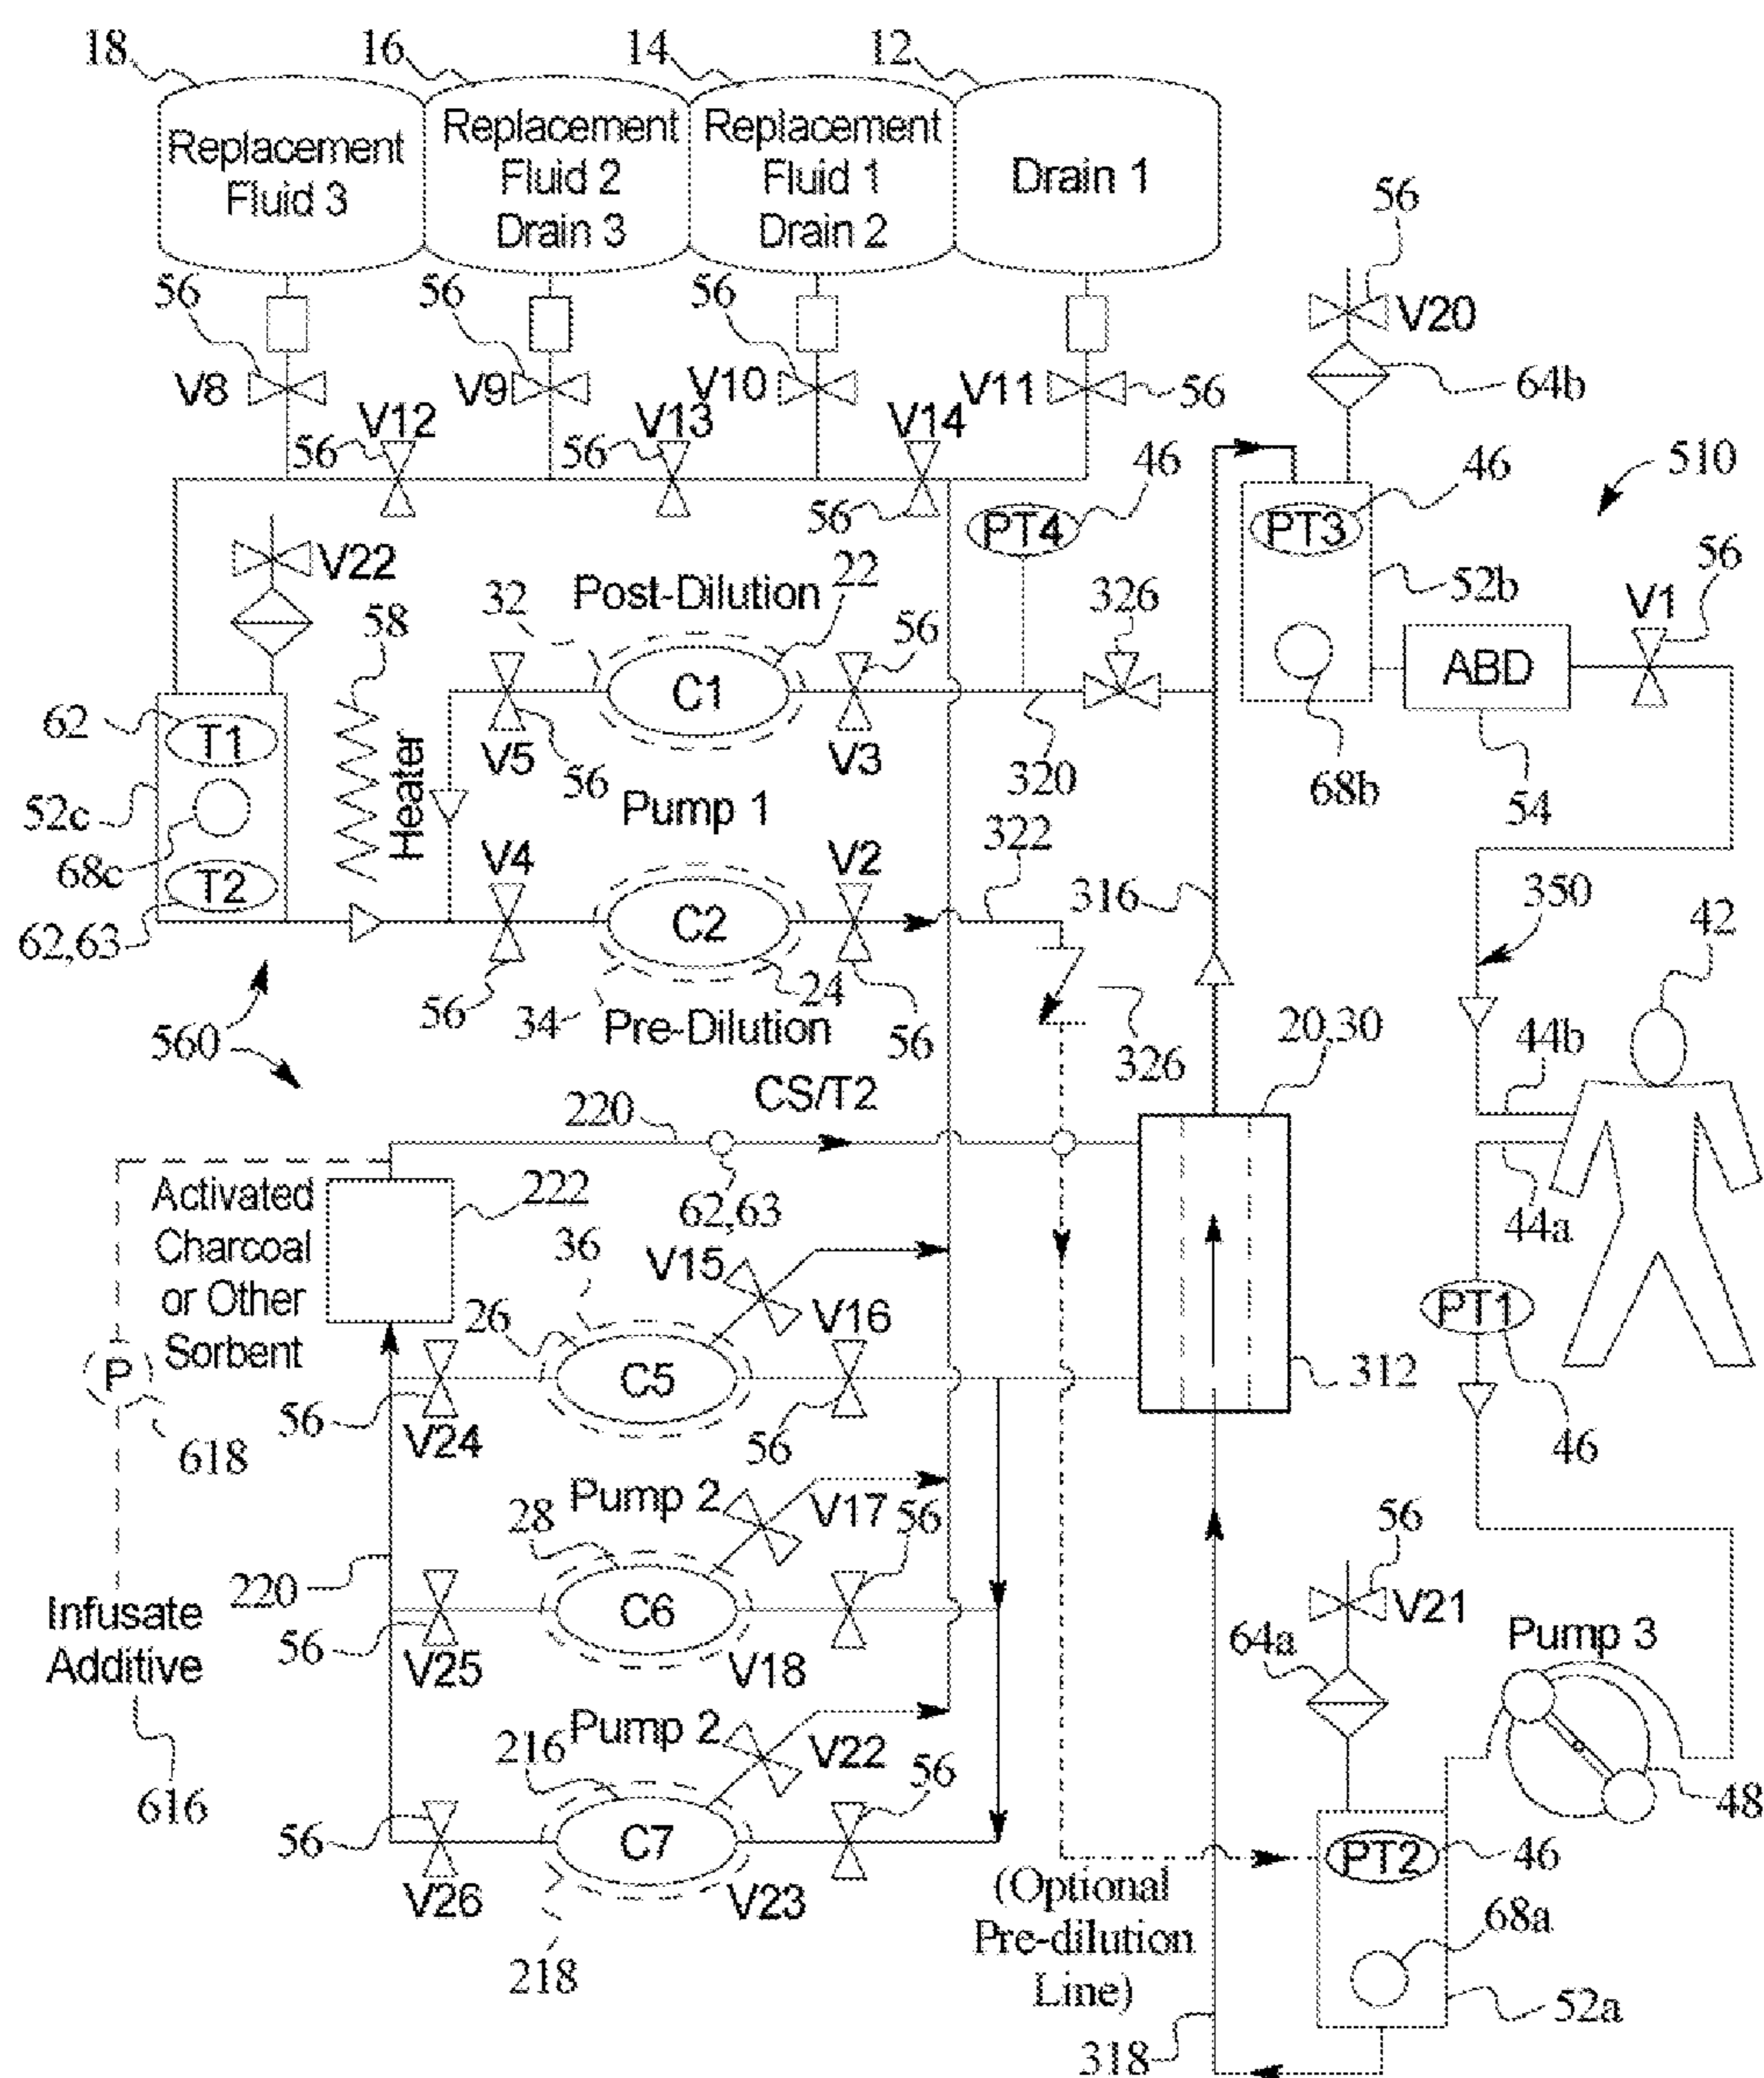 18
16
14
12
Replacement
Fluid 3
Replacement
Fluid 2
Drain 3
Replacement
Fluid 1
Drain 2
Drain 1
56
56
56
56
V20
V8
V9
V10
V11
56
64b
V12
V13
V14
56
56
56
46
46
510
PT4
PT3
V22
Post-Dilution
22
32
58
56
326
52b
56
V1
62
T1
C1
ABD
V5
56
V3
320
68b
54
52c
Heater
Pump 1
68c
T2
V4
V2
322
316
350
42
62,63
C2
56
34
24
56
560
Pre-Dilution
326
20,30
44b
CS/T2
220
Activated
Charcoal
or Other
Sorbent
222
62,63
44a
36
V15
V16
26
PT1
P
C5
312
56
V24
56
46
618
Pump 2
V17
56
28
56
220
C6
V21
Infusate
Additive
56
V25
V18
64a
Pump 3
Pump 2
216
V22
56
616
56
48
C7
PT2
46
V26
V23
(Optional
Pre-dilution
Line)
68a
218
52a
318